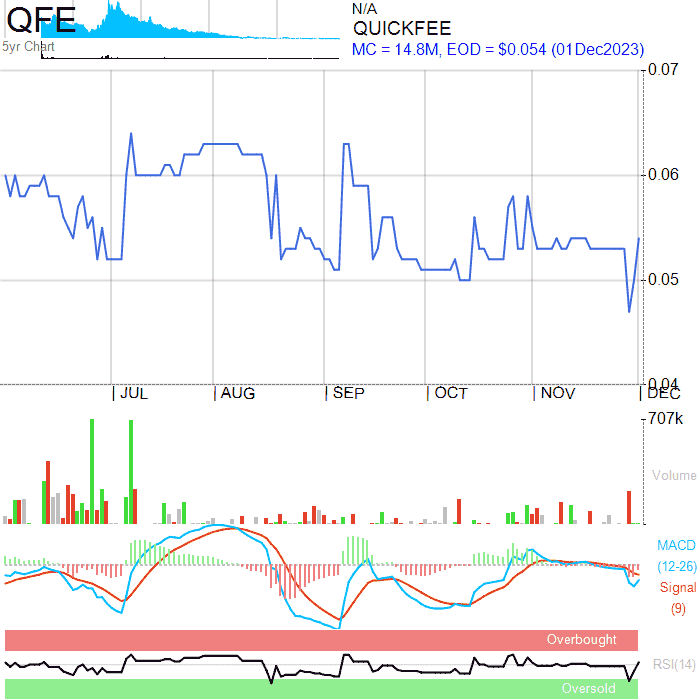 QFE
5yr Chart
N/A
QUICKFEE
MC = 14.8M, EOD = $0.054 (01Dec2023)
0.07
0.06
0.05
0.04
JUL AUG SEP OCT NOV DEC
707k
Volume
MACD
(12-26)
Signal
(9)
Overbought
RSI(14)
Oversold